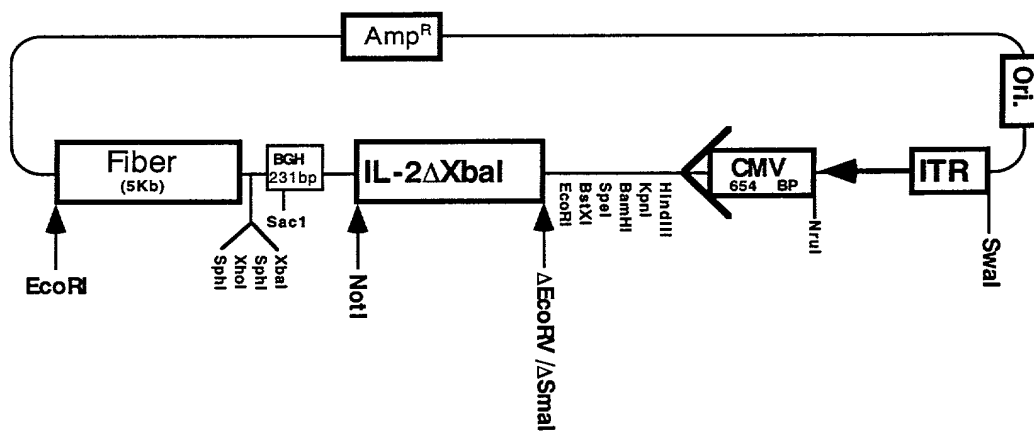 Amp^R
Ori.
Fiber
(5Kb)
BGH
231bp
IL-2ΔXbaI
CMV
654 BP
ITR
Sac1
EcoRI
SphI
XhoI
SphI
XbaI
NotI
ΔEcoRV /ΔSmaI
EcoRI
BstXI
SpeI
BamHI
KpnI
HindIII
NruI
SwaI